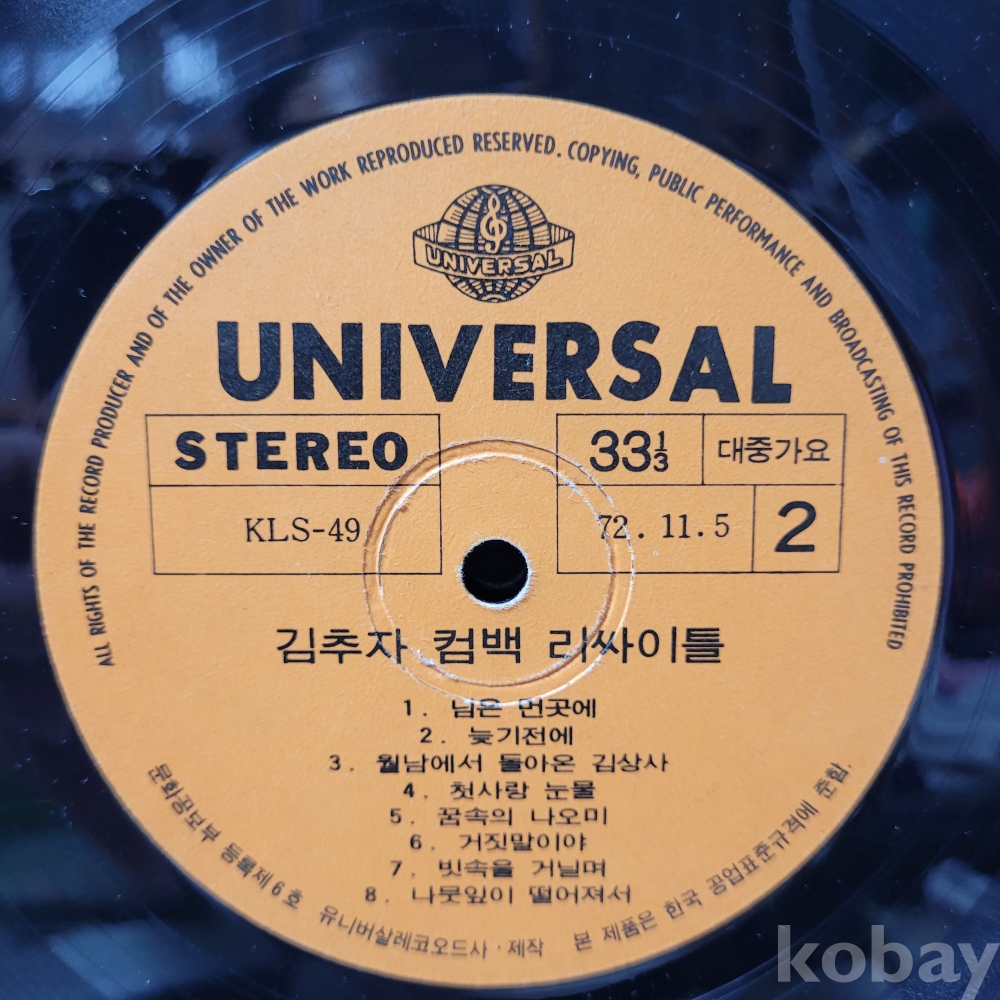 ALL RIGHTS OF THE RECORD PRODUCER AND OF THE OWNER OF THE WORK REPRODUCED RESERVED. COPYING, PUBLIC PERFORMANCE AND BROADCASTING OF THIS RECORD PROHIBITED
UNIVERSAL
UNIVERSAL
STEREO
33⅓ 대중가요
KLS-49
72. 11. 5 2
김추자 컴백 리싸이틀
1. 님은 먼곳에
2. 늦기전에
3. 월남에서 돌아온 김상사
4. 첫사랑 눈물
5. 꿈속의 나오미
6. 거짓말이야
7. 빗속을 거닐며
8. 나뭇잎이 떨어져서
문화공보부 등록제6호 유니버살레코오드사·제작 본 제품은 한국 공업표준규격에 준함.
kobay